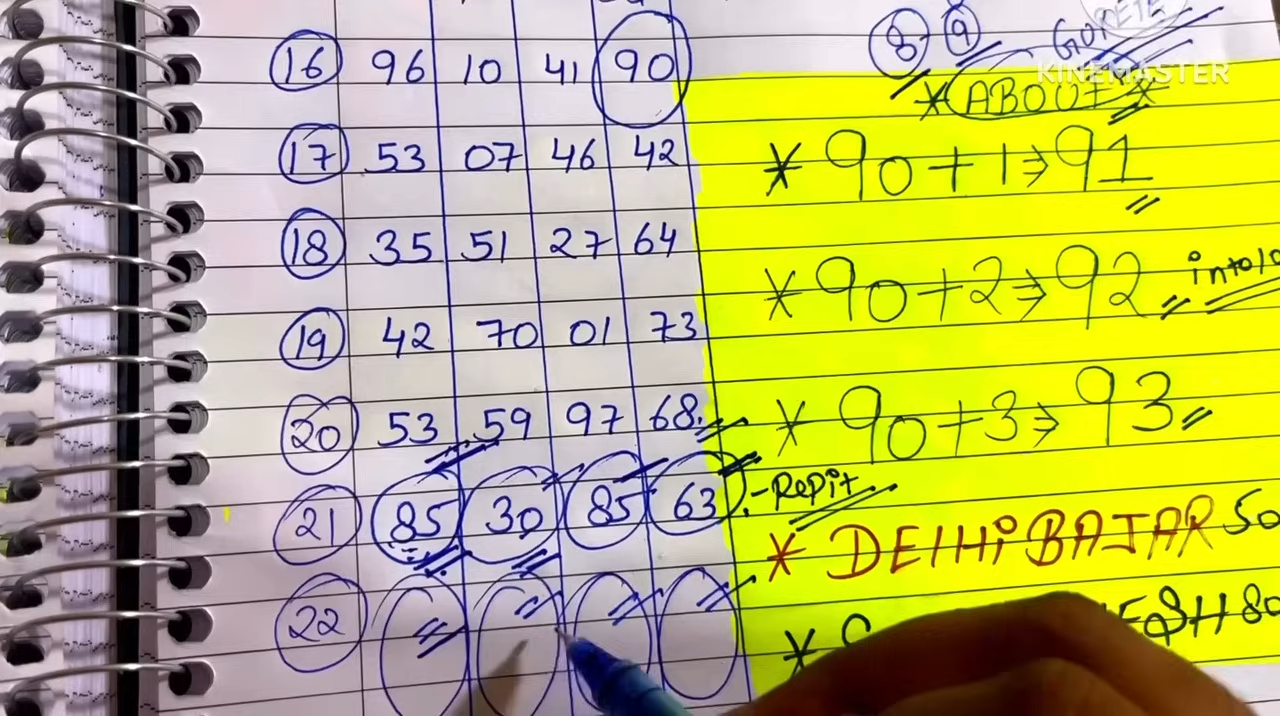 8 9 GORETE
KINEMASTER
* ABOUT *
16 96 10 41 90
* 90+1⇒91
17 53 07 46 42
18 35 51 27 64
* 90+2⇒92
19 42 70 01 73
* 90+3⇒93
20 53 59 97 68
21 85 30 85 63 - Repit
* DElHi BAJAR 50
22